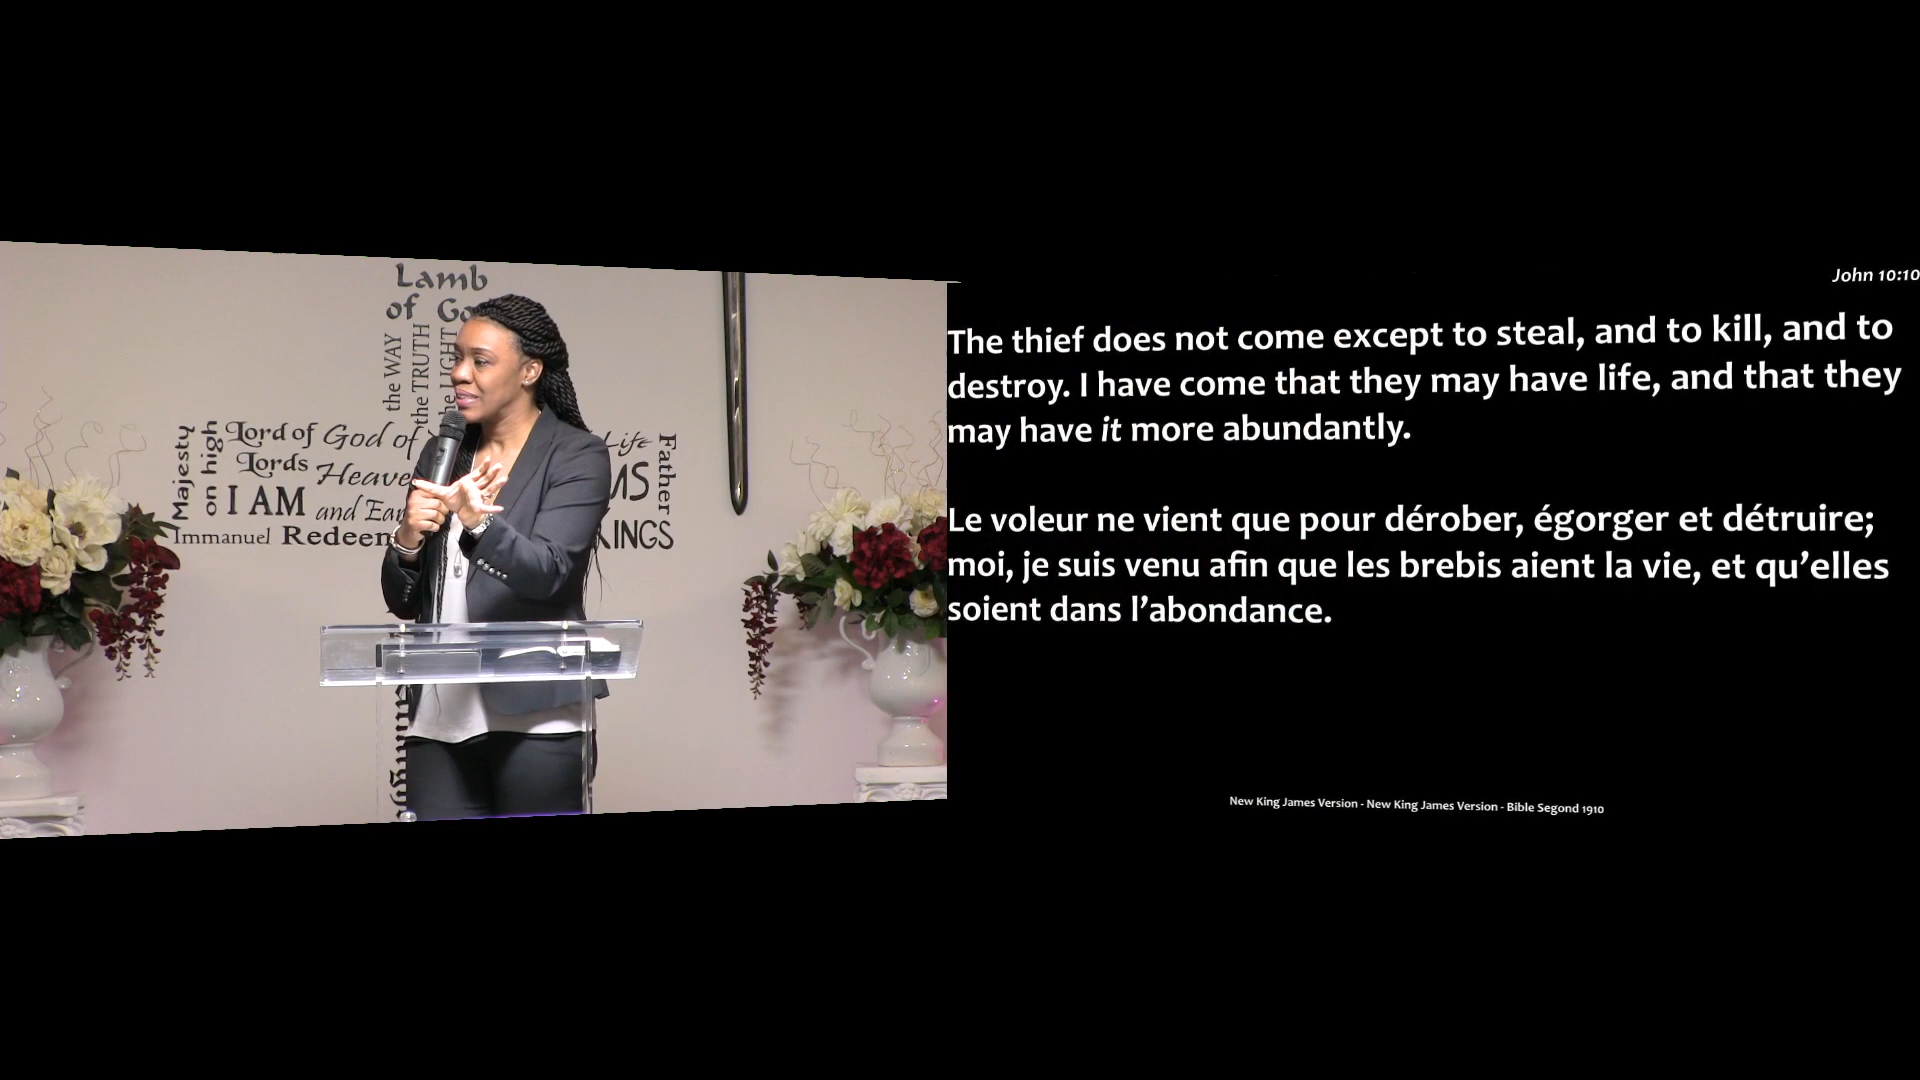 Lamb
of
the WAY
the TRUTH
LIGHT
Majesty
on high
Lord of
Lords
God of
I AM
and
Immanuel
Life
Father
KINGS
John 10:10
The thief does not come except to steal, and to kill, and to
destroy. I have come that they may have life, and that they
may have it more abundantly.
Le voleur ne vient que pour dérober, égorger et détruire;
moi, je suis venu afin que les brebis aient la vie, et qu’elles
soient dans l’abondance.
New King James Version - New King James Version - Bible Segond 1910